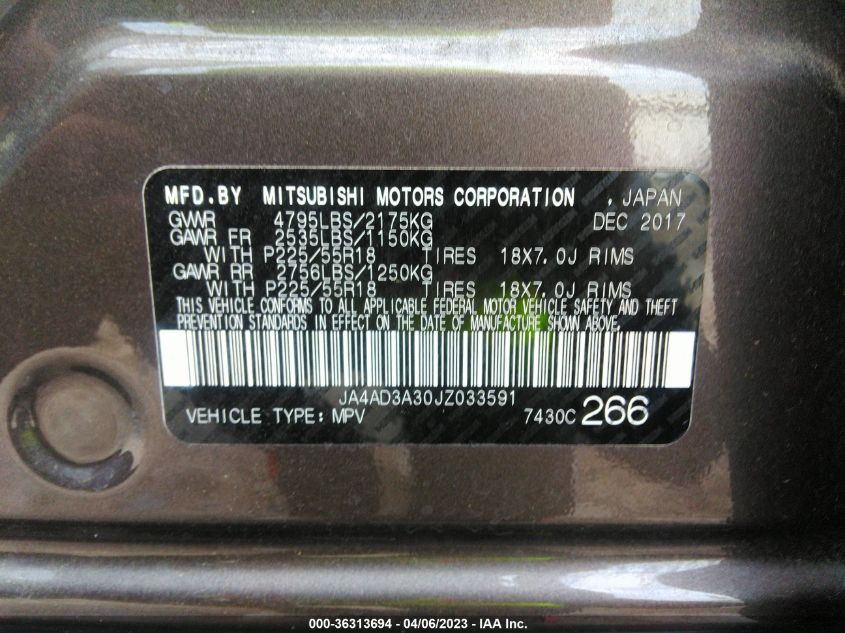 MFD.BY MITSUBISHI MOTORS CORPORATION , JAPAN
GVWR 4795LBS/2175KG DEC 2017
GAWR FR 2535LBS/1150KG
WITH P225/55R18 TIRES 18X7.0J RIMS
GAWR RR 2756LBS/1250KG
WITH P225/55R18 TIRES 18X7.0J RIMS
THIS VEHICLE CONFORMS TO ALL APPLICABLE FEDERAL MOTOR VEHICLE SAFETY AND THEFT
PREVENTION STANDARDS IN EFFECT ON THE DATE OF MANUFACTURE SHOWN ABOVE.
JA4AD3A30JZ033591
VEHICLE TYPE: MPV 7430C 266
000-36313694 - 04/06/2023 - IAA Inc.